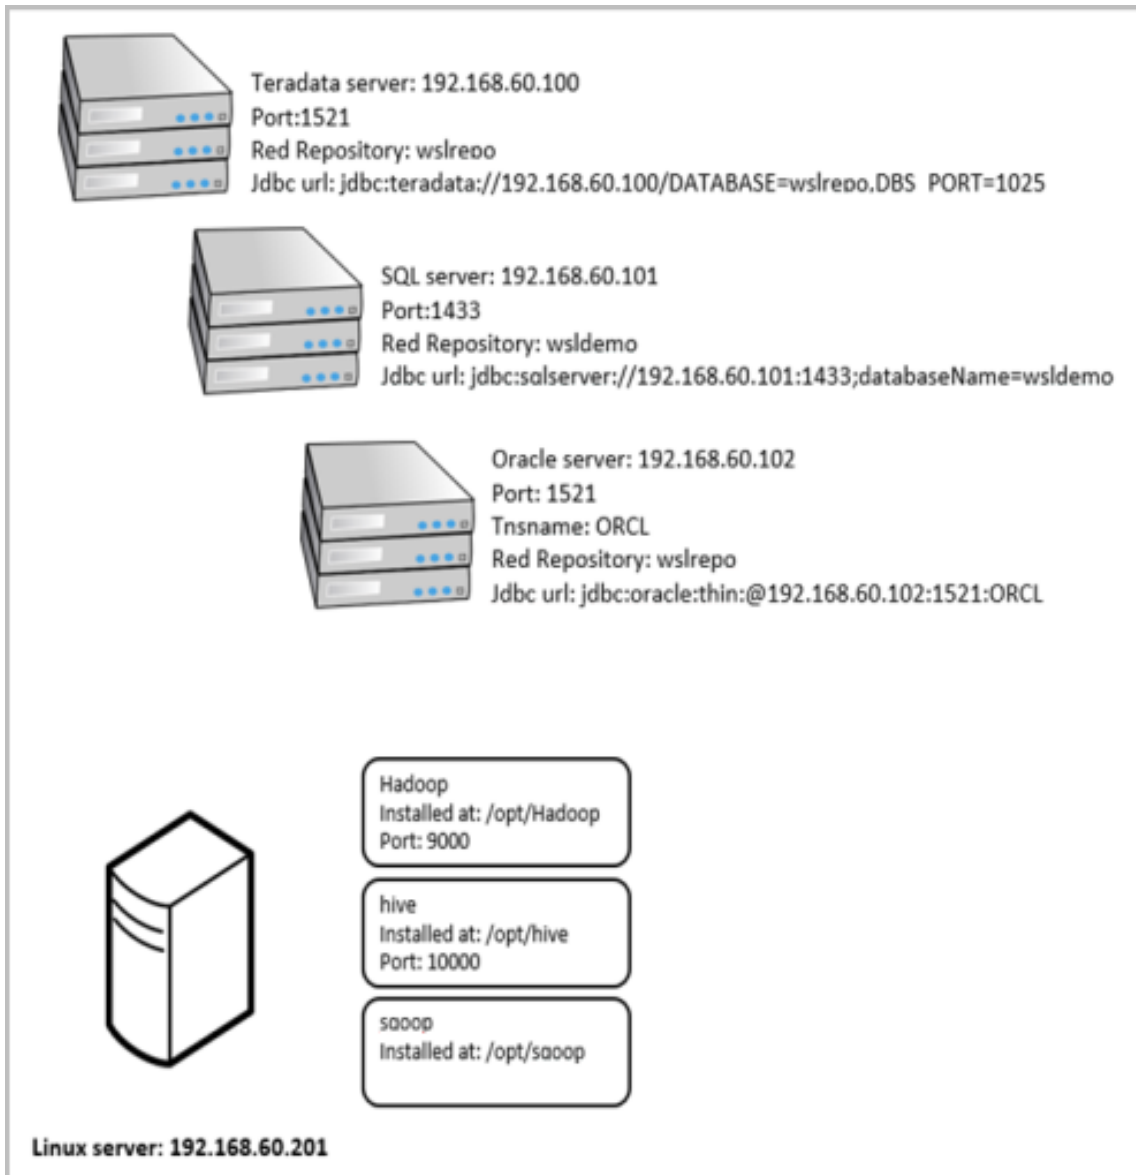 Teradata server: 192.168.60.100
Port:1521
Red Repository: wslrepo
Jdbc url: jdbc:teradata://192.168.60.100/DATABASE=wslrepo,DBS_PORT=1025
SQL server: 192.168.60.101
Port:1433
Red Repository: wsldemo
Jdbc url: jdbc:sqlserver://192.168.60.101:1433;databaseName=wsldemo
Oracle server: 192.168.60.102
Port: 1521
Tnsname: ORCL
Red Repository: wslrepo
Jdbc url: jdbc:oracle:thin:@192.168.60.102:1521:ORCL
Hadoop
Installed at: /opt/Hadoop
Port: 9000
hive
Installed at: /opt/hive
Port: 10000
sqoop
Installed at: /opt/sqoop
Linux server: 192.168.60.201